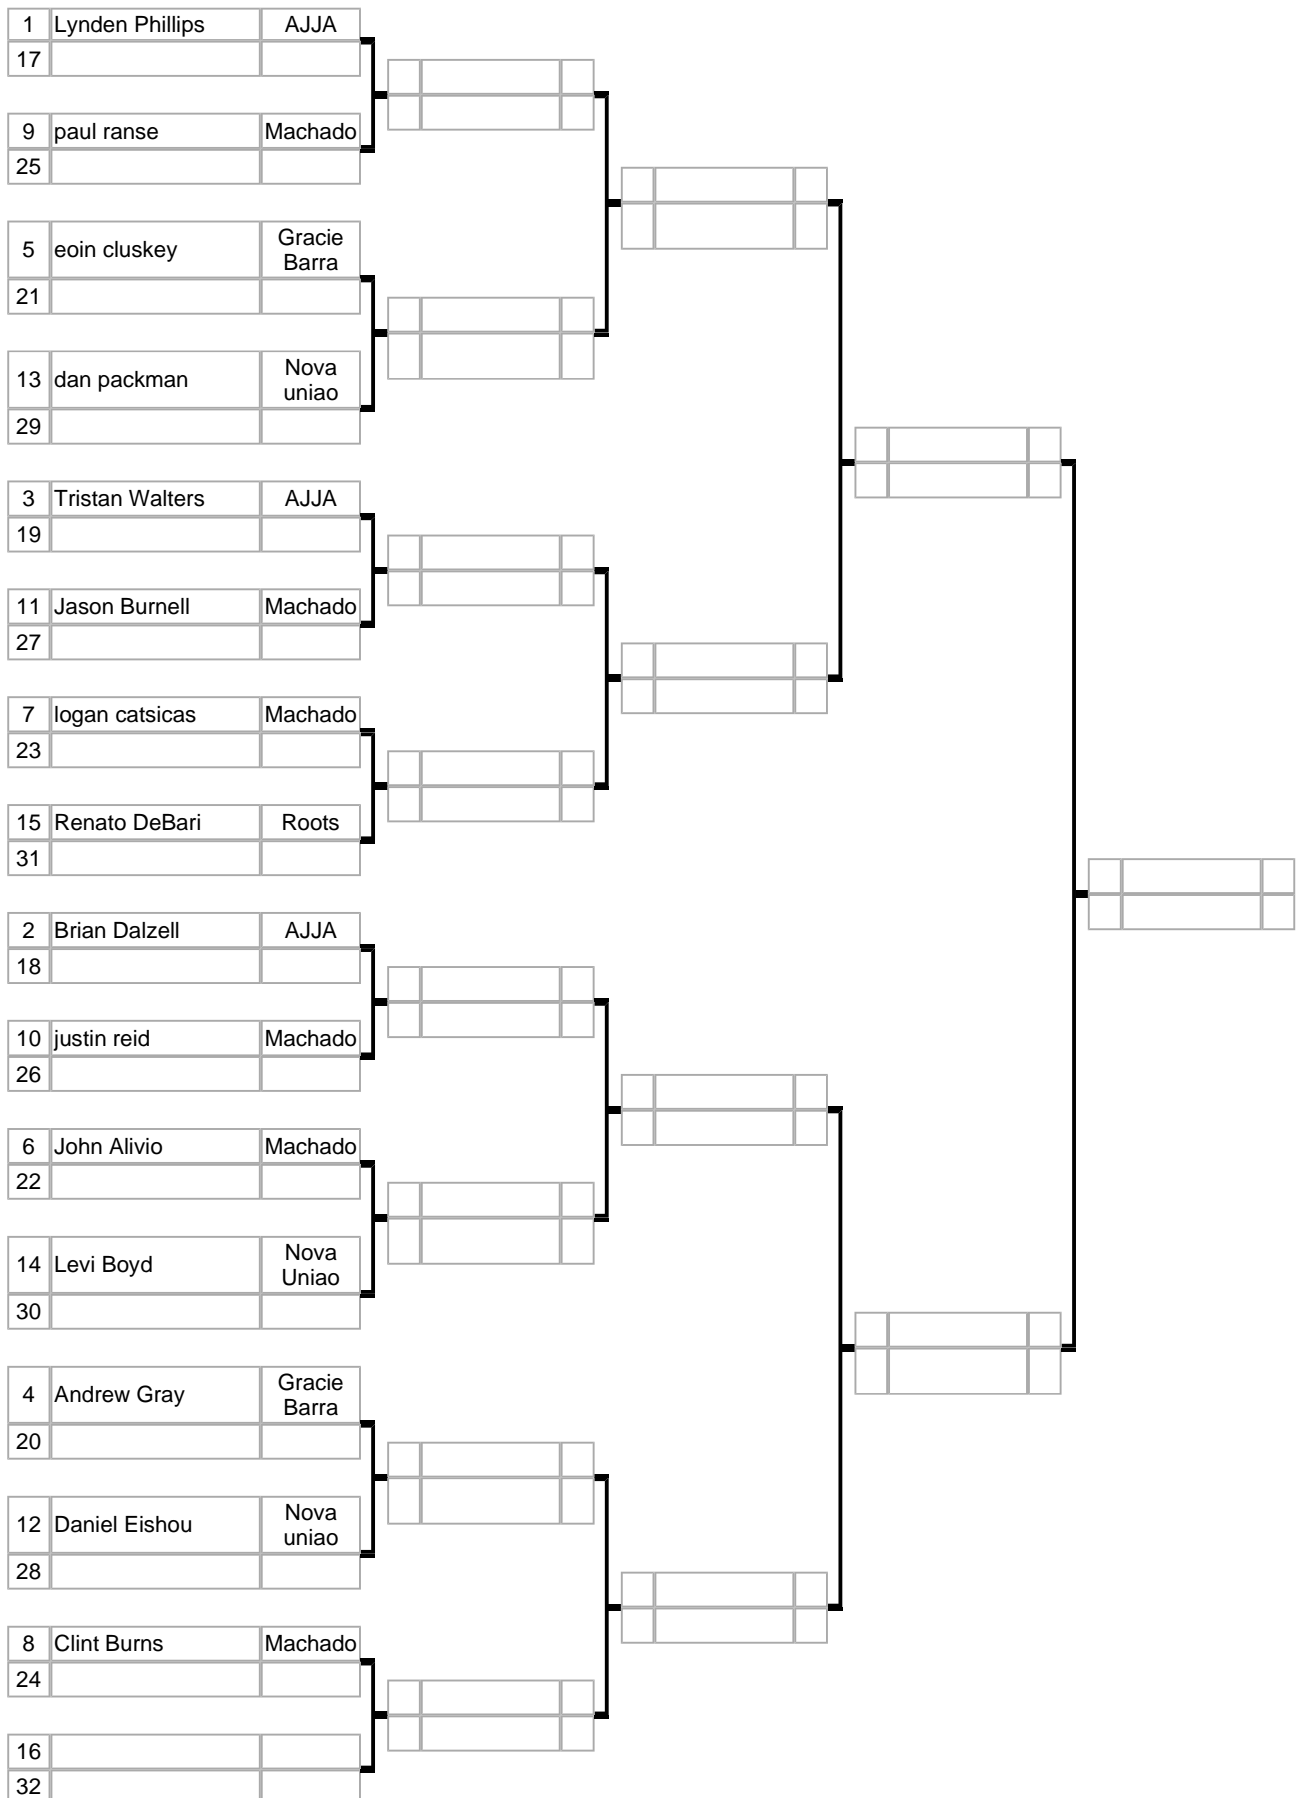 1 Lynden Phillips AJJA
17
9 paul ranse Machado
25
5 eoin cluskey Gracie Barra
21
13 dan packman Nova uniao
29
3 Tristan Walters AJJA
19
11 Jason Burnell Machado
27
7 logan catsicas Machado
23
15 Renato DeBari Roots
31
2 Brian Dalzell AJJA
18
10 justin reid Machado
26
6 John Alivio Machado
22
14 Levi Boyd Nova Uniao
30
4 Andrew Gray Gracie Barra
20
12 Daniel Eishou Nova uniao
28
8 Clint Burns Machado
24
16
32